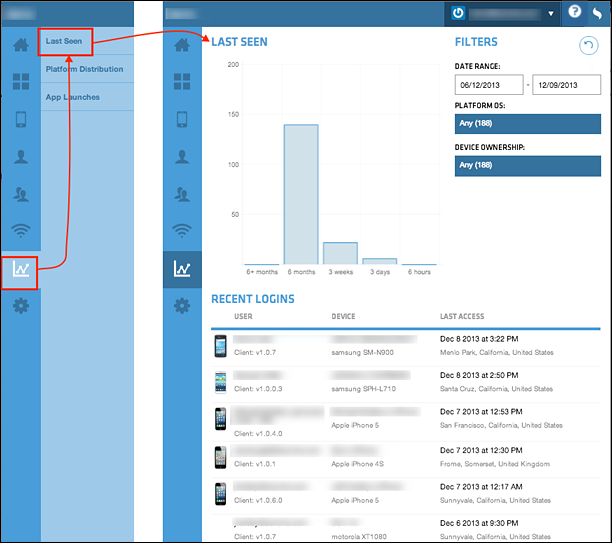 Last Seen
Platform Distribution
App Launches
?
LAST SEEN
200
150
100
50
6+ months 6 months 3 weeks 3 days 6 hours
FILTERS
DATE RANGE:
06/12/2013 - 12/09/2013
PLATFORM OS:
Any (188)
DEVICE OWNERSHIP:
Any (188)
RECENT LOGINS
USER DEVICE LAST ACCESS
Dec 8 2013 at 3:22 PM
Client: v1.0.7 samsung SM-N900 Menlo Park, California, United States
Dec 8 2013 at 2:50 PM
Client: v1.0.0.3 samsung SPH-L710 Santa Cruz, California, United States
Dec 7 2013 at 12:53 PM
Apple iPhone 5 San Francisco, California, United States
Client: v1.0.4.0
Dec 7 2013 at 12:30 PM
Client: v1.0.1 Apple iPhone 4S Frome, Somerset, United Kingdom
Dec 7 2013 at 12:17 AM
Client: v1.0.6.0 Apple iPhone 5 Sunnyvale, California, United States
Dec 6 2013 at 9:30 PM
Client: v1.0.7 motorola XT1080 Sunnyvale, California, United States